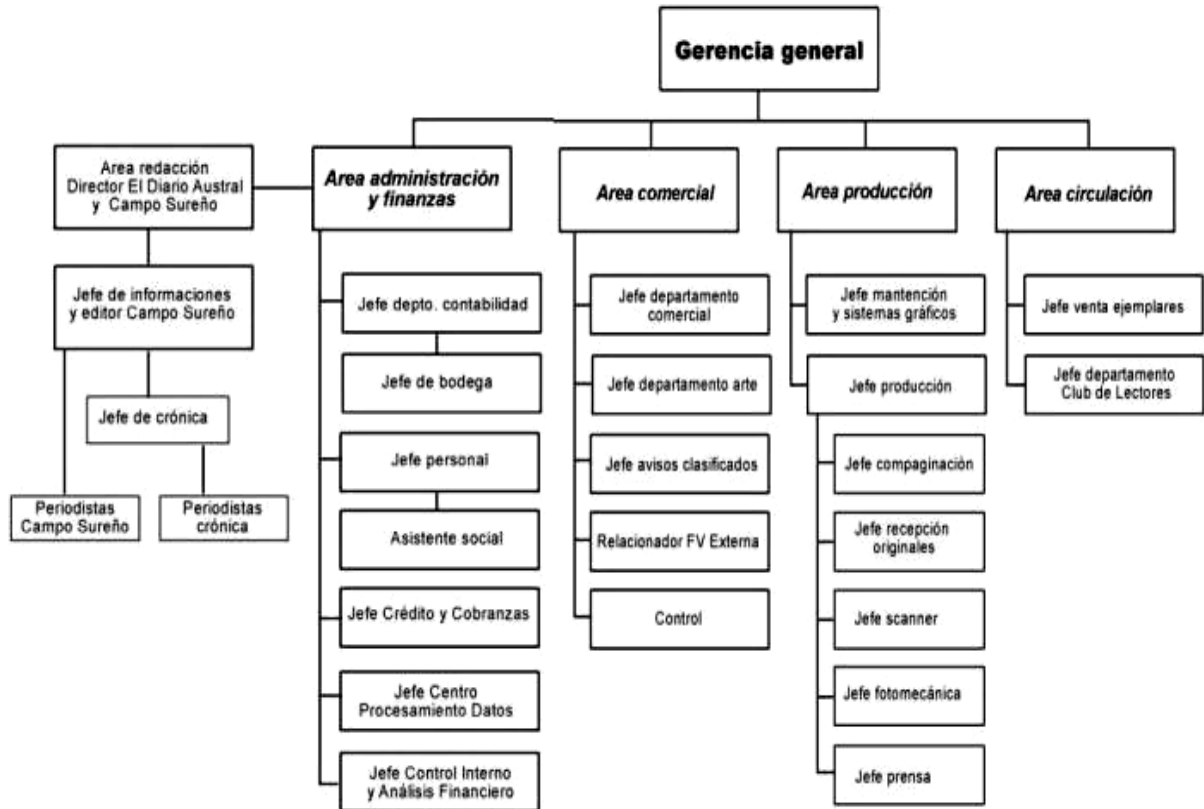 Gerencia general
Area redacción
Director El Diario Austral
y Campo Sureño
Area administración
y finanzas
Area comercial
Area producción
Area circulación
Jefe de informaciones
y editor Campo Sureño
Jefe de crónica
Periodistas
Campo Sureño
Periodistas
crónica
Jefe depto. contabilidad
Jefe de bodega
Jefe personal
Asistente social
Jefe Crédito y Cobranzas
Jefe Centro
Procesamiento Datos
Jefe Control Interno
y Análisis Financiero
Jefe departamento
comercial
Jefe departamento arte
Jefe avisos clasificados
Relacionador FV Externa
Control
Jefe mantención
y sistemas gráficos
Jefe producción
Jefe compaginación
Jefe recepción
originales
Jefe scanner
Jefe fotomecánica
Jefe prensa
Jefe venta ejemplares
Jefe departamento
Club de Lectores